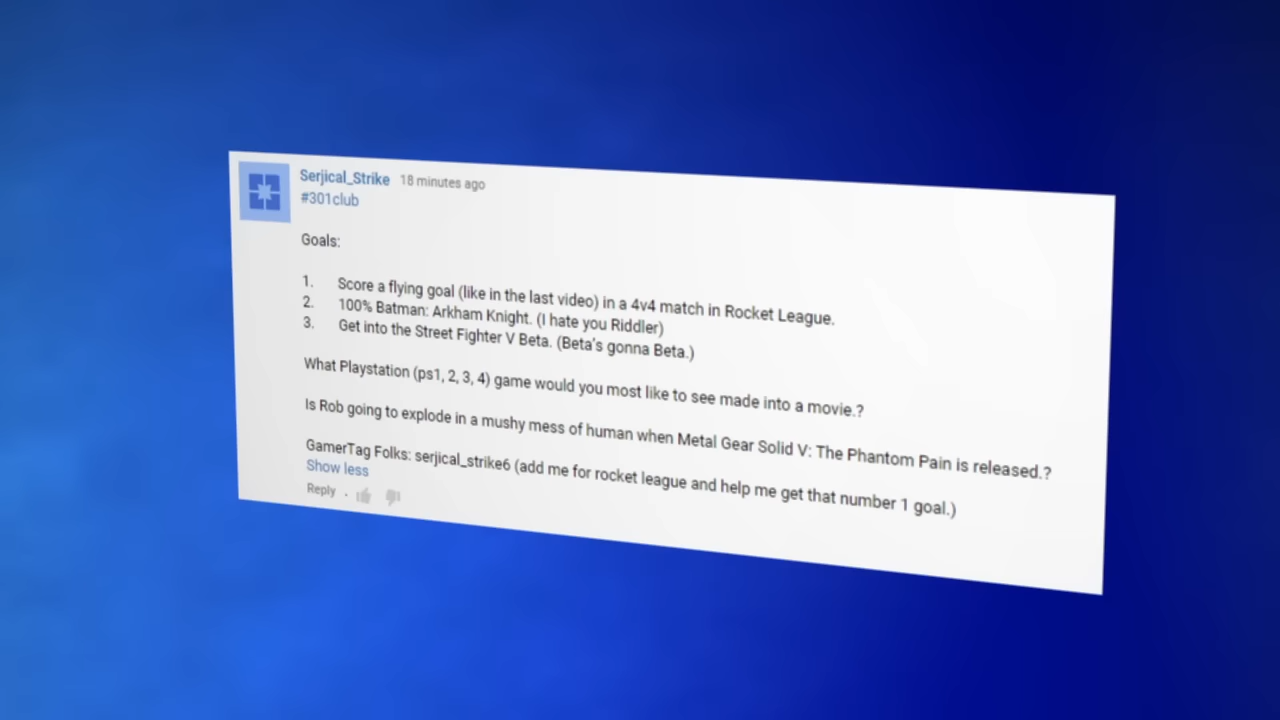 Serjical_Strike 18 minutes ago
#301club
Goals:
1. Score a flying goal (like in the last video) in a 4v4 match in Rocket League.
2. 100% Batman: Arkham Knight. (I hate you Riddler)
3. Get into the Street Fighter V Beta. (Beta's gonna Beta.)
What Playstation (ps1, 2, 3, 4) game would you most like to see made into a movie.?
Is Rob going to explode in a mushy mess of human when Metal Gear Solid V: The Phantom Pain is released.?
GamerTag Folks: serjical_strike6 (add me for rocket league and help me get that number 1 goal.)
Show less
Reply .